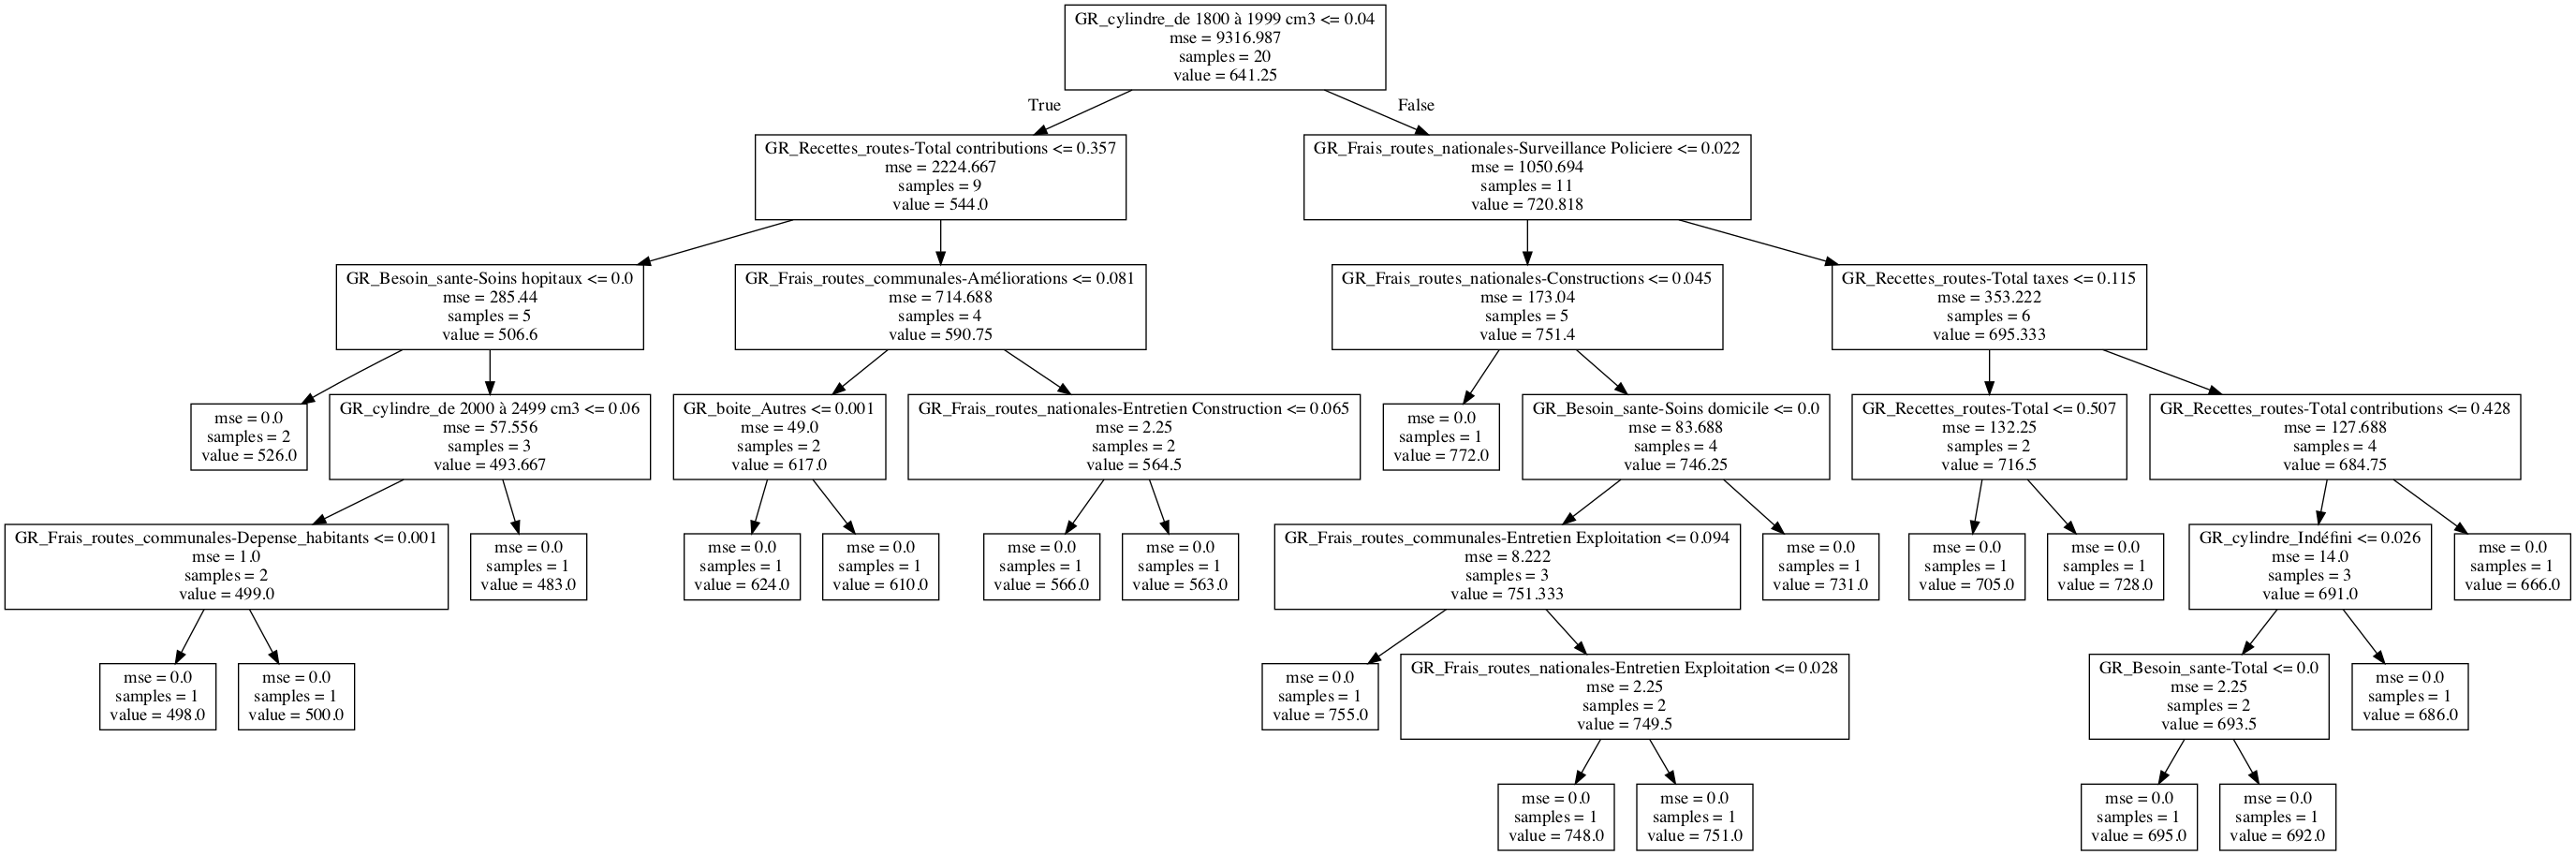 GR_cylindre_de 1800 à 1999 cm3 <= 0.04
mse = 9316.987
samples = 20
value = 641.25
True
False
GR_Recettes_routes-Total contributions <= 0.357
mse = 2224.667
samples = 9
value = 544.0
GR_Frais_routes_nationales-Surveillance Policiere <= 0.022
mse = 1050.694
samples = 11
value = 720.818
GR_Besoin_sante-Soins hopitaux <= 0.0
mse = 285.44
samples = 5
value = 506.6
GR_Frais_routes_communales-Améliorations <= 0.081
mse = 714.688
samples = 4
value = 590.75
GR_Frais_routes_nationales-Constructions <= 0.045
mse = 173.04
samples = 5
value = 751.4
GR_Recettes_routes-Total taxes <= 0.115
mse = 353.222
samples = 6
value = 695.333
mse = 0.0
samples = 2
value = 526.0
GR_cylindre_de 2000 à 2499 cm3 <= 0.06
mse = 57.556
samples = 3
value = 493.667
GR_boite_Autres <= 0.001
mse = 49.0
samples = 2
value = 617.0
GR_Frais_routes_nationales-Entretien Construction <= 0.065
mse = 2.25
samples = 2
value = 564.5
mse = 0.0
samples = 1
value = 772.0
GR_Besoin_sante-Soins domicile <= 0.0
mse = 83.688
samples = 4
value = 746.25
GR_Recettes_routes-Total <= 0.507
mse = 132.25
samples = 2
value = 716.5
GR_Recettes_routes-Total contributions <= 0.428
mse = 127.688
samples = 4
value = 684.75
GR_Frais_routes_communales-Depense_habitants <= 0.001
mse = 1.0
samples = 2
value = 499.0
mse = 0.0
samples = 1
value = 483.0
mse = 0.0
samples = 1
value = 624.0
mse = 0.0
samples = 1
value = 610.0
mse = 0.0
samples = 1
value = 566.0
mse = 0.0
samples = 1
value = 563.0
GR_Frais_routes_communales-Entretien Exploitation <= 0.094
mse = 8.222
samples = 3
value = 751.333
mse = 0.0
samples = 1
value = 731.0
mse = 0.0
samples = 1
value = 705.0
mse = 0.0
samples = 1
value = 728.0
GR_cylindre_Indéfini <= 0.026
mse = 14.0
samples = 3
value = 691.0
mse = 0.0
samples = 1
value = 666.0
mse = 0.0
samples = 1
value = 498.0
mse = 0.0
samples = 1
value = 500.0
mse = 0.0
samples = 1
value = 755.0
GR_Frais_routes_nationales-Entretien Exploitation <= 0.028
mse = 2.25
samples = 2
value = 749.5
GR_Besoin_sante-Total <= 0.0
mse = 2.25
samples = 2
value = 693.5
mse = 0.0
samples = 1
value = 686.0
mse = 0.0
samples = 1
value = 748.0
mse = 0.0
samples = 1
value = 751.0
mse = 0.0
samples = 1
value = 695.0
mse = 0.0
samples = 1
value = 692.0